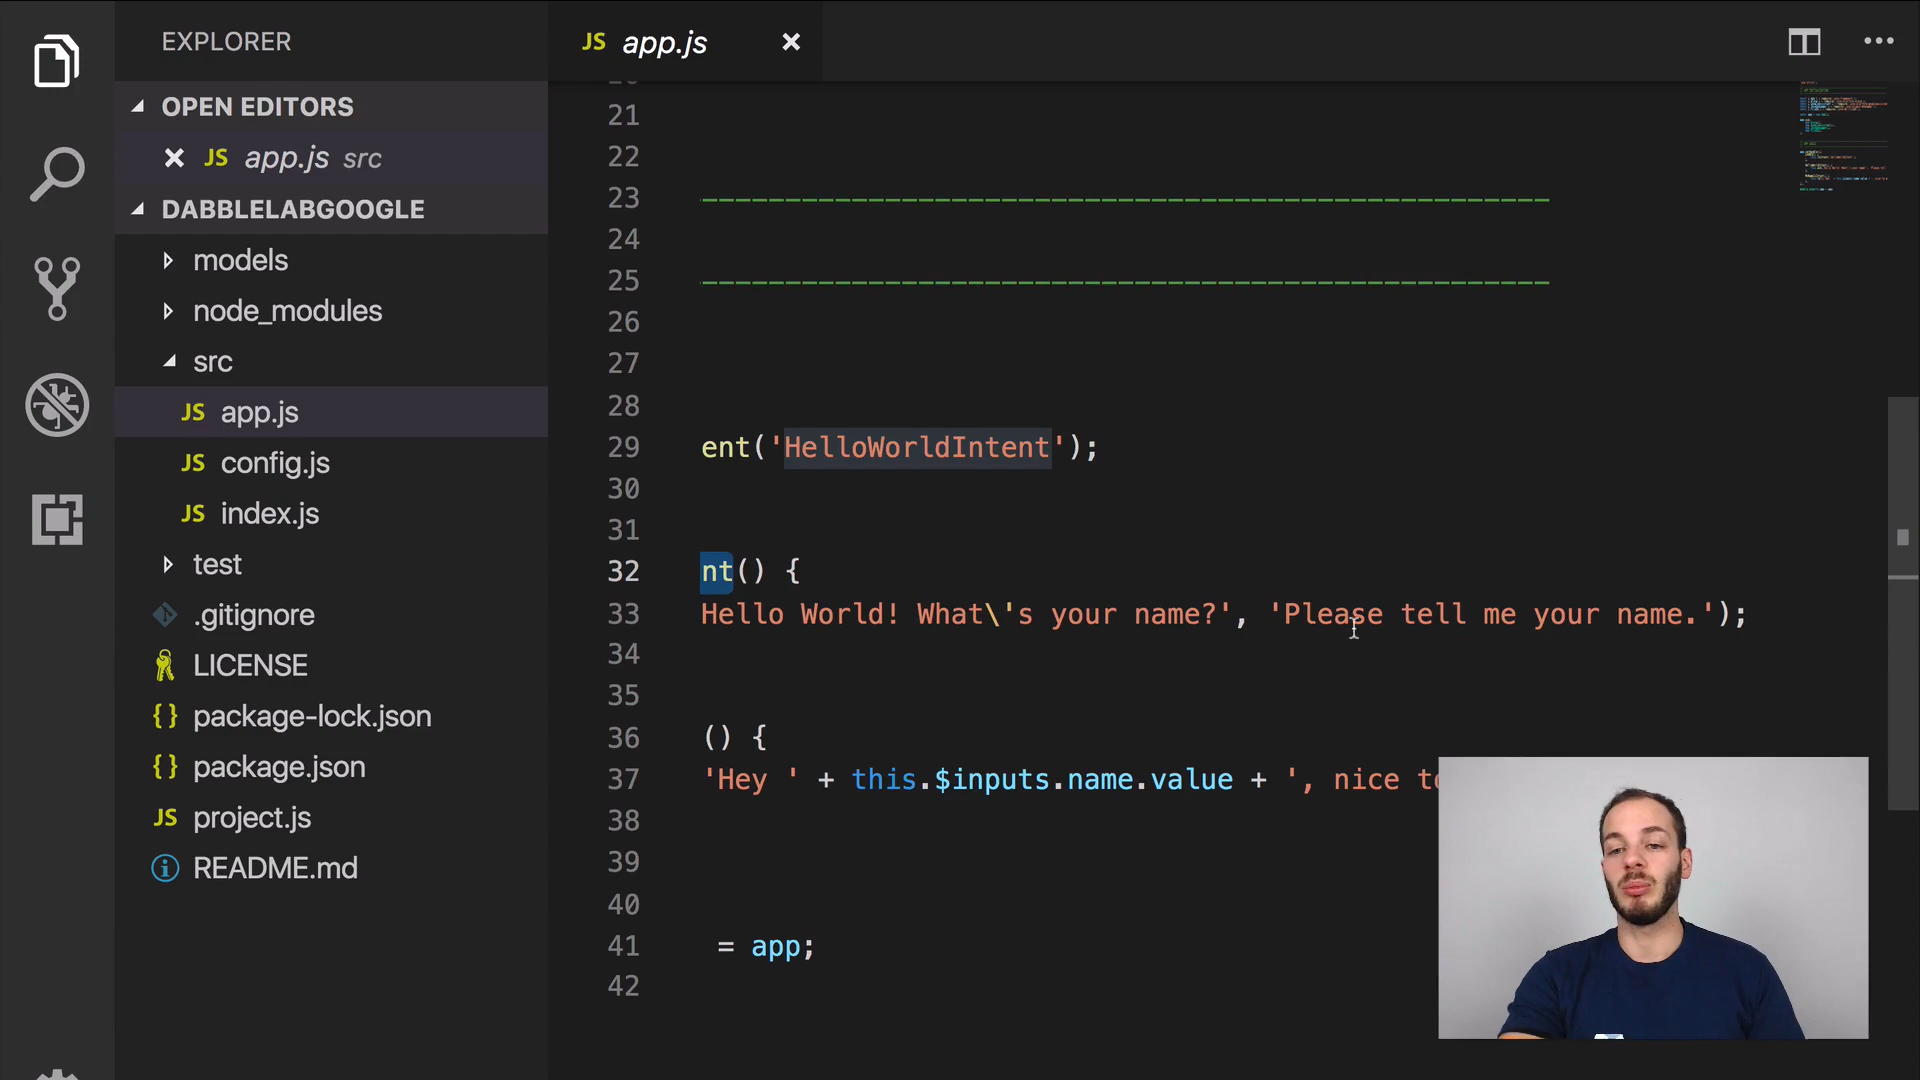 EXPLORER
OPEN EDITORS
JS app.js src
DABBLELABGOOGLE
models
node_modules
src
JS app.js
JS config.js
JS index.js
test
.gitignore
LICENSE
{} package-lock.json
{} package.json
JS project.js
README.md
JS app.js
21
22
23 ----------------------------------------------------
24
25 ----------------------------------------------------
26
27
28
29 ent('HelloWorldIntent');
30
31
32 nt() {
33 Hello World! What\'s your name?', 'Please tell me your name.');
34
35
36 () {
37 'Hey ' + this.$inputs.name.value + ', nice
38
39
40
41 = app;
42